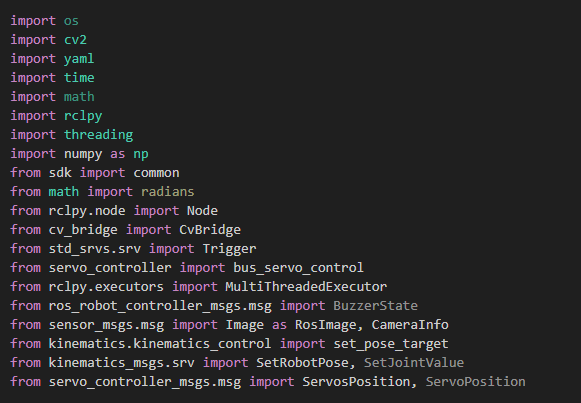 import os
import cv2
import yaml
import time
import math
import rclpy
import threading
import numpy as np
from sdk import common
from math import radians
from rclpy.node import Node
from cv_bridge import CvBridge
from std_srvs.srv import Trigger
from servo_controller import bus_servo_control
from rclpy.executors import MultiThreadedExecutor
from ros_robot_controller_msgs.msg import BuzzerState
from sensor_msgs.msg import Image as RosImage, CameraInfo
from kinematics.kinematics_control import set_pose_target
from kinematics_msgs.srv import SetRobotPose, SetJointValue
from servo_controller_msgs.msg import ServosPosition, ServoPosition